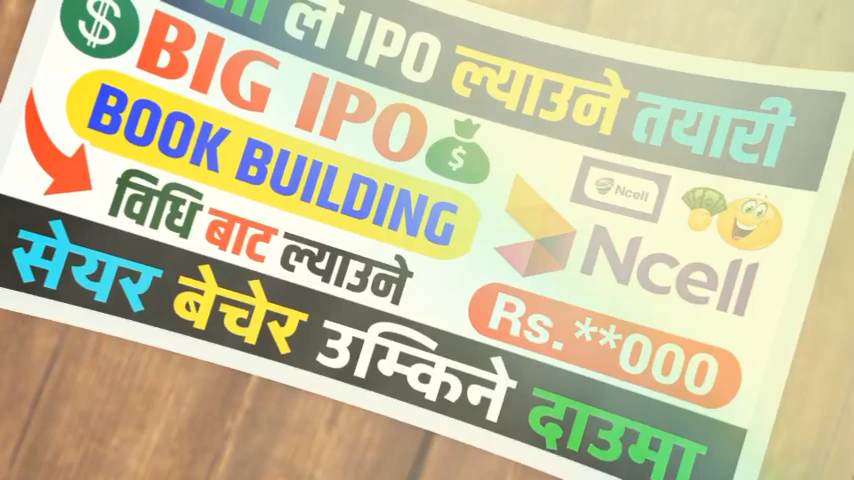 ले IPO ल्याउने तयारी
$ BIG IPO $
BOOK BUILDING
विधि बाट ल्याउने
Ncell
Ncell
Rs. **000
सेयर बेचेर उम्किने दाउमा